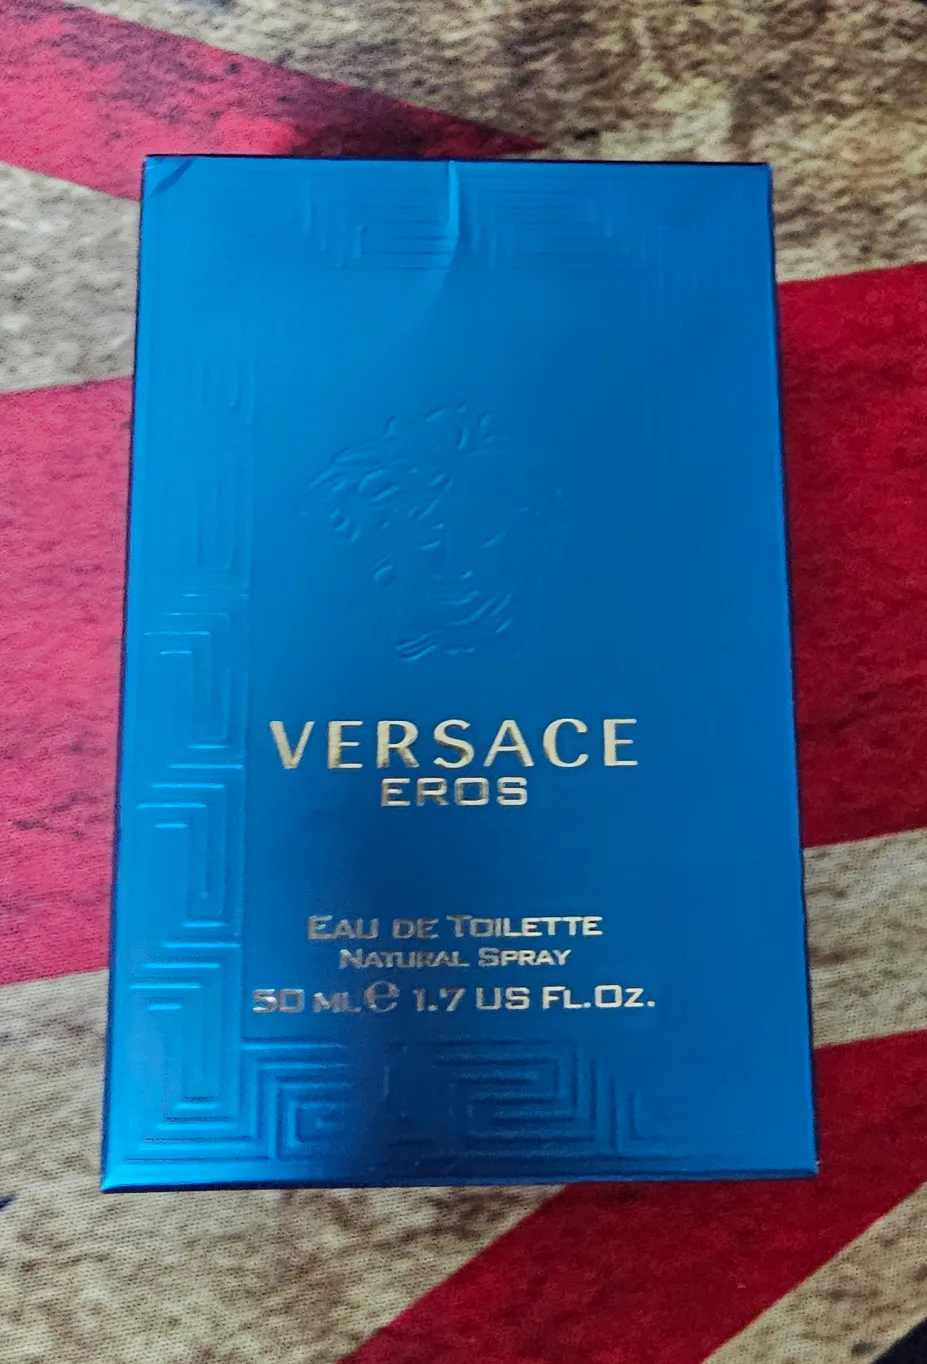 VERSACE
EROS
EAU DE TOILETTE
NATURAL SPRAY
50 ML e 1.7 US FL.OZ.